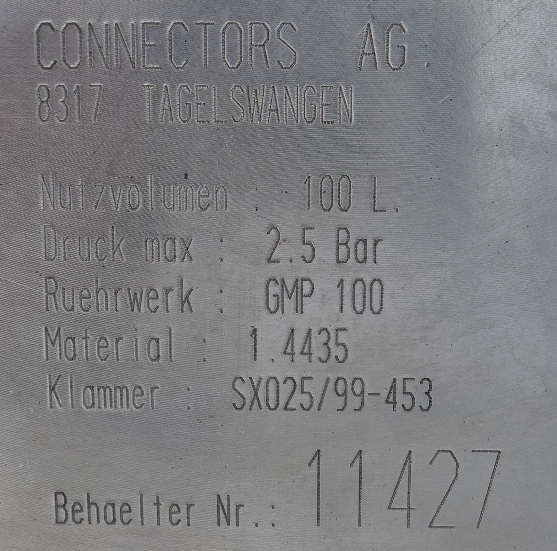 CONNECTORS AG.
8317 TAGELSWANGEN
Nutzvolumen : 100 L.
Druck max : 2.5 Bar
Ruehrwerk : GMP 100
Material : 1.4435
Klammer : SX025/99-453
Behaelter Nr.: 11427